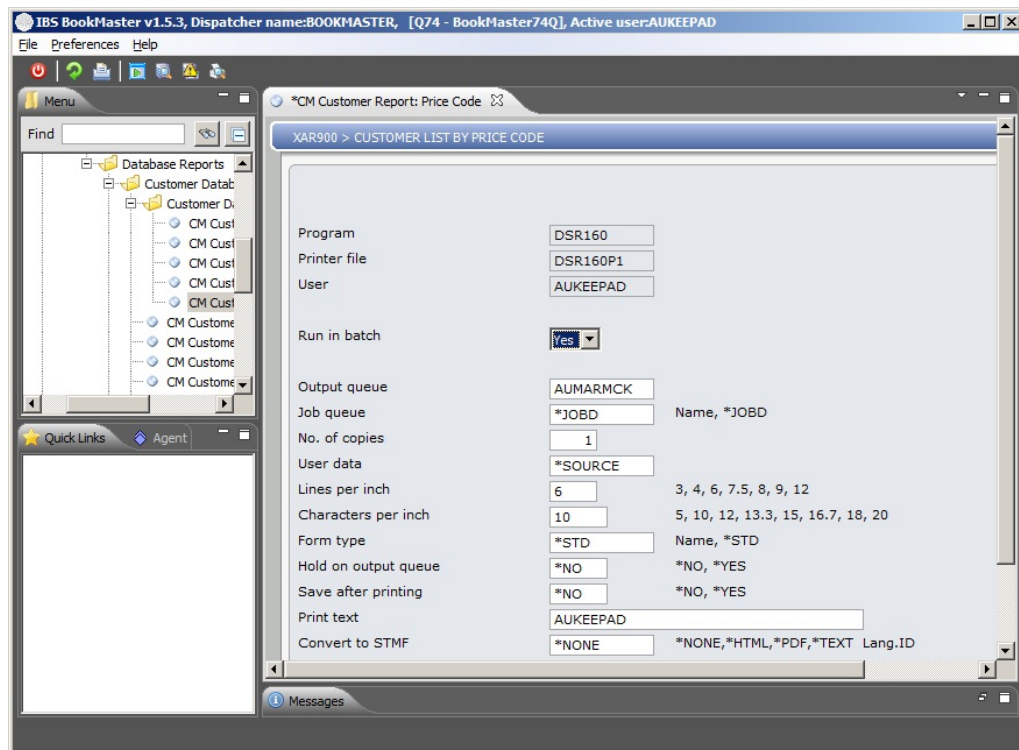 IBS BookMaster v1.5.3, Dispatcher name:BOOKMASTER, [Q74 - BookMaster74Q], Active user:AUKEEPAD
File Preferences Help
Menu
Find
Database Reports
Customer Datab
Customer Da
CM Cust
CM Cust
CM Cust
CM Cust
CM Cust
CM Custome
CM Custome
CM Custome
CM Custome
Quick Links Agent
*CM Customer Report: Price Code
XAR900 > CUSTOMER LIST BY PRICE CODE
Program DSR160
Printer file DSR160P1
User AUKEEPAD
Run in batch Yes
Output queue AUMARMCK
Job queue *JOBD Name, *JOBD
No. of copies 1
User data *SOURCE
Lines per inch 6 3, 4, 6, 7.5, 8, 9, 12
Characters per inch 10 5, 10, 12, 13.3, 15, 16.7, 18, 20
Form type *STD Name, *STD
Hold on output queue *NO *NO, *YES
Save after printing *NO *NO, *YES
Print text AUKEEPAD
Convert to STMF *NONE *NONE,*HTML,*PDF,*TEXT Lang.ID
Messages